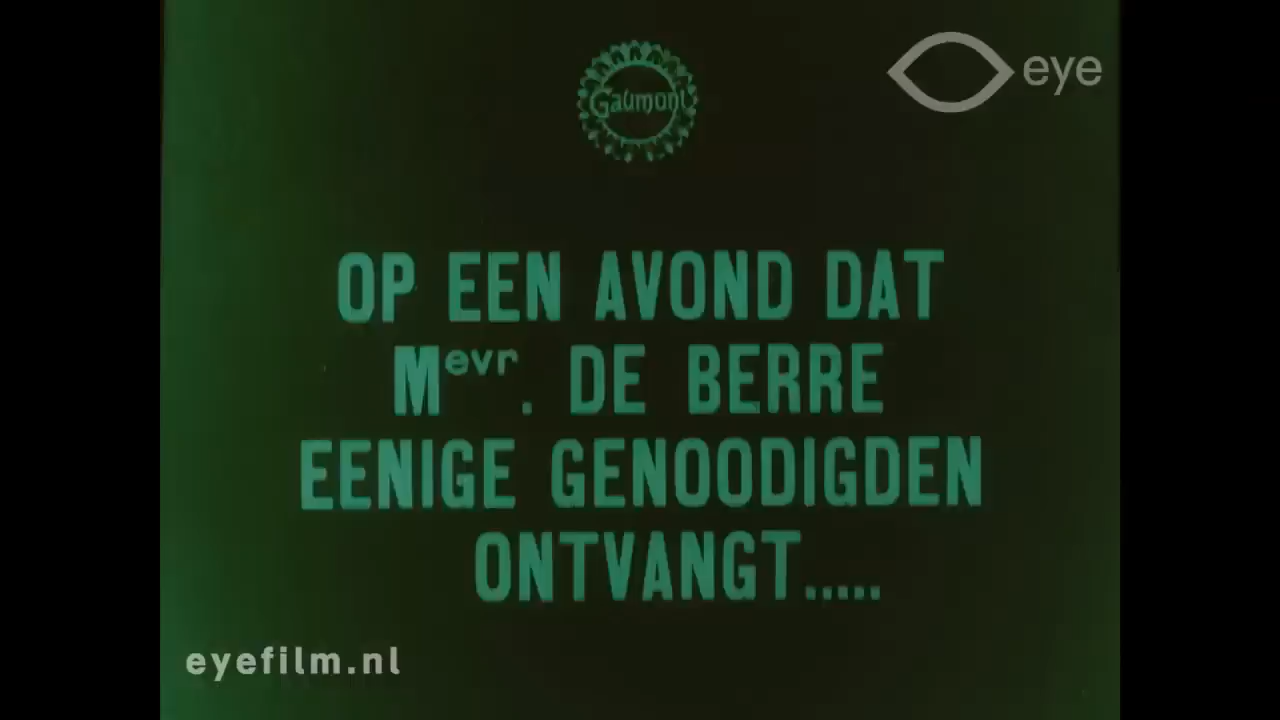 Gaumont
eye
OP EEN AVOND DAT
Mevr. DE BERRE
EENIGE GENOODIGDEN
ONTVANGT.....
eyefilm.nl